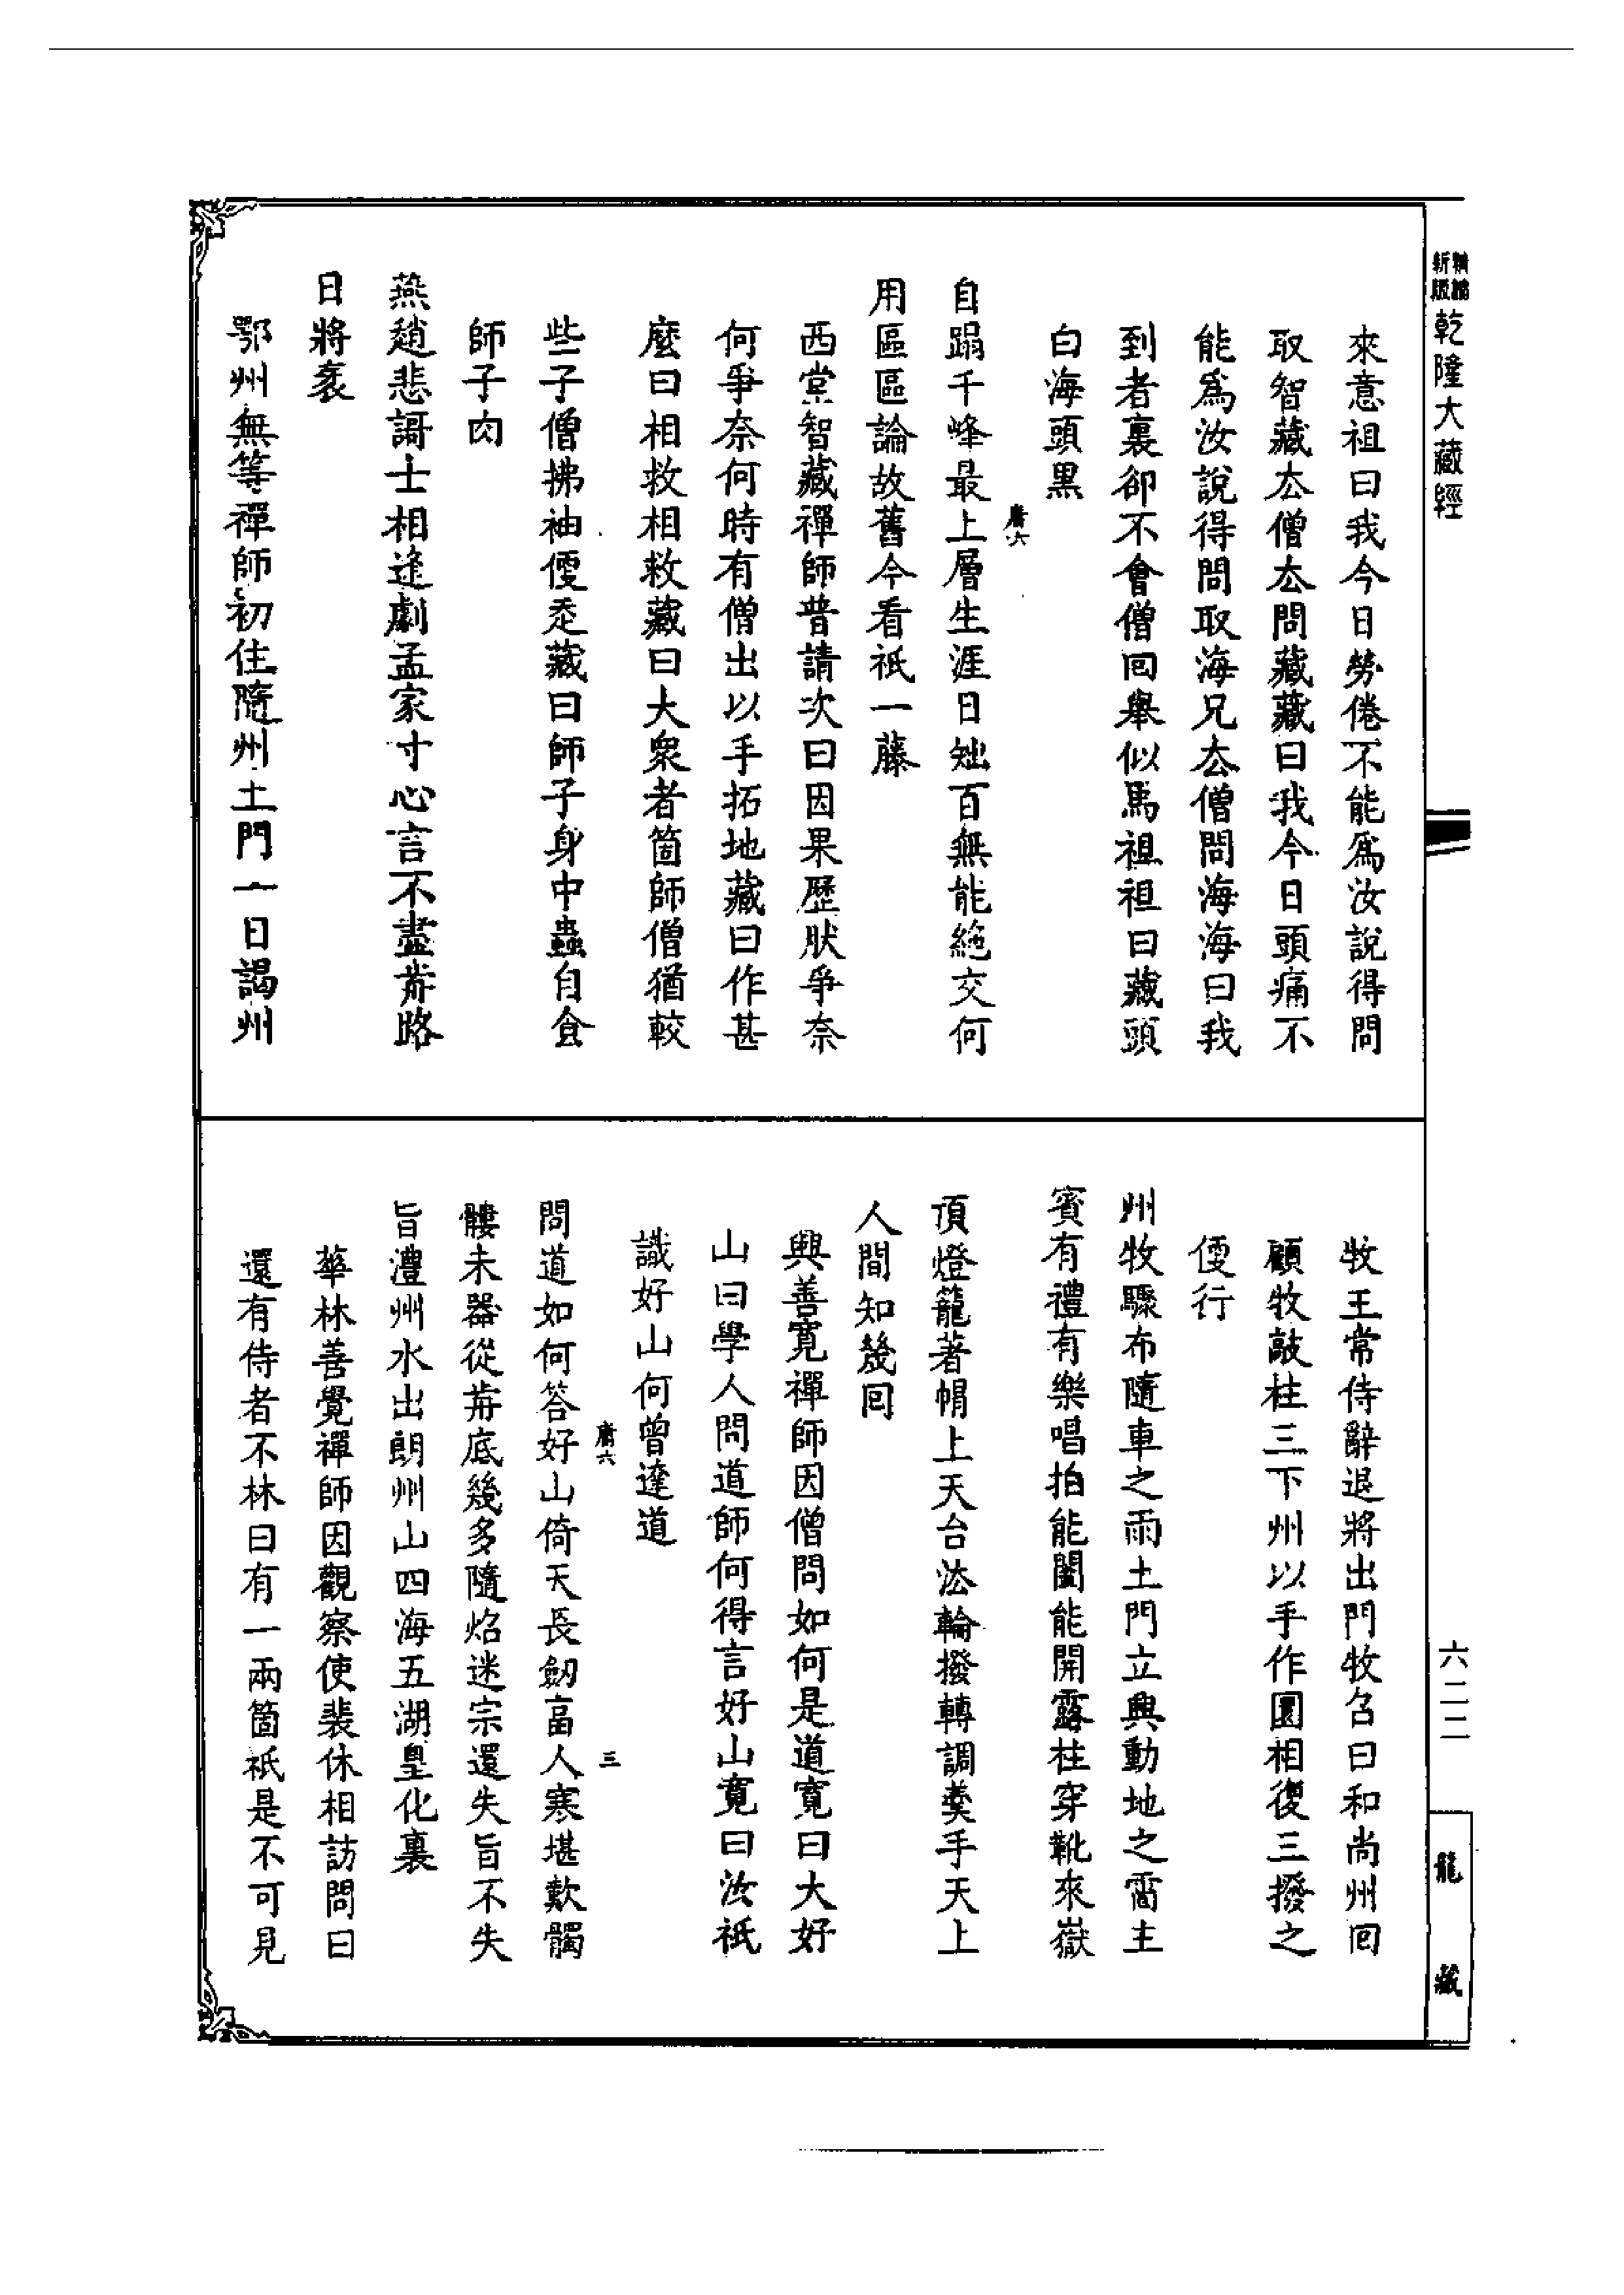 新版精縮乾隆大藏經
來意祖曰我今日勞倦不能爲汝說得問
取智藏厺僧厺問藏藏曰我今日頭痛不
能爲汝說得問取海兄厺僧問海海曰我
到者裏卻不會僧回舉似馬祖祖曰藏頭
白海頭黑
庸六
自蹋千峰最上層生涯日拙百無能絶交何
用區區論故舊今看祇一藤
西堂智藏禪師普請次曰因果歷狀爭奈
何爭奈何時有僧出以手拓地藏曰作甚
麼曰相救相救藏曰大衆者箇師僧猶較
些子僧拂袖便走藏曰師子身中蟲自食
師子肉
燕趙悲謌士相逢劇孟家寸心言不盡歬路
日將衺
鄂州無等禪師初住隨州土門一日謁州
牧王常侍辭退將出門牧召曰和尚州回
顧牧敲柱三下州以手作圓相復三撥之
便行
州牧驟布隨車之雨土門立興動地之雷主
賓有禮有樂唱拍能闔能開露柱穿靴來嶽
頂燈籠著帽上天台法輪撥轉調羹手天上
人間知幾回
興善寬禪師因僧問如何是道寬曰大好
山曰學人問道師何得言好山寬曰汝祇
識好山何曾達道
庸六
三
問道如何答好山倚天長劒逼人寒堪歎髑
髏未器從歬底幾多隨焰迷宗還失旨不失
旨澧州水出朗州山四海五湖皇化裏
華林善覺禪師因觀察使裴休相訪問曰
還有侍者不林曰有一兩箇祇是不可見
六二二
龍藏